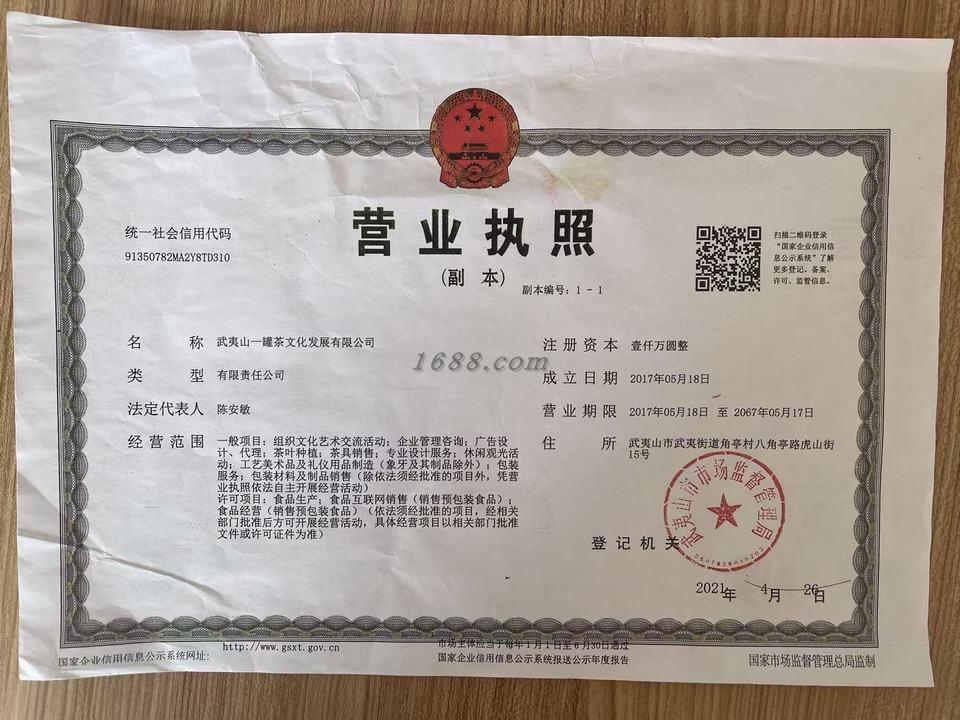 营业执照
(副 本)
副本编号：1 - 1
统一社会信用代码
91350782MA2Y8TD310
扫描二维码登录
“国家企业信用信
息公示系统”了解
更多登记、备案、
许可、监管信息。
名 称 武夷山一罐茶文化发展有限公司
类 型 有限责任公司
法定代表人 陈安敏
经营范围 一般项目：组织文化艺术交流活动；企业管理咨询；广告设
计、代理；茶叶种植；茶具销售；专业设计服务；休闲观光活
动；工艺美术品及礼仪用品制造（象牙及其制品除外）；包装
服务；包装材料及制品销售（除依法须经批准的项目外，凭营
业执照依法自主开展经营活动）
许可项目：食品生产；食品互联网销售（销售预包装食品）；
食品经营（销售预包装食品）（依法须经批准的项目，经相关
部门批准后方可开展经营活动，具体经营项目以相关部门批准
文件或许可证件为准）
注册资本 壹仟万圆整
成立日期 2017年05月18日
营业期限 2017年05月18日 至 2067年05月17日
住 所 武夷山市武夷街道角亭村八角亭路虎山街
15号
1688.com
武夷山市市场监督管理局
登记机关
2021年 4月 26日
国家企业信用信息公示系统网址：
http://www.gsxt.gov.cn
市场主体应当于每年1月1日至6月30日通过
国家企业信用信息公示系统报送公示年度报告
国家市场监督管理总局监制